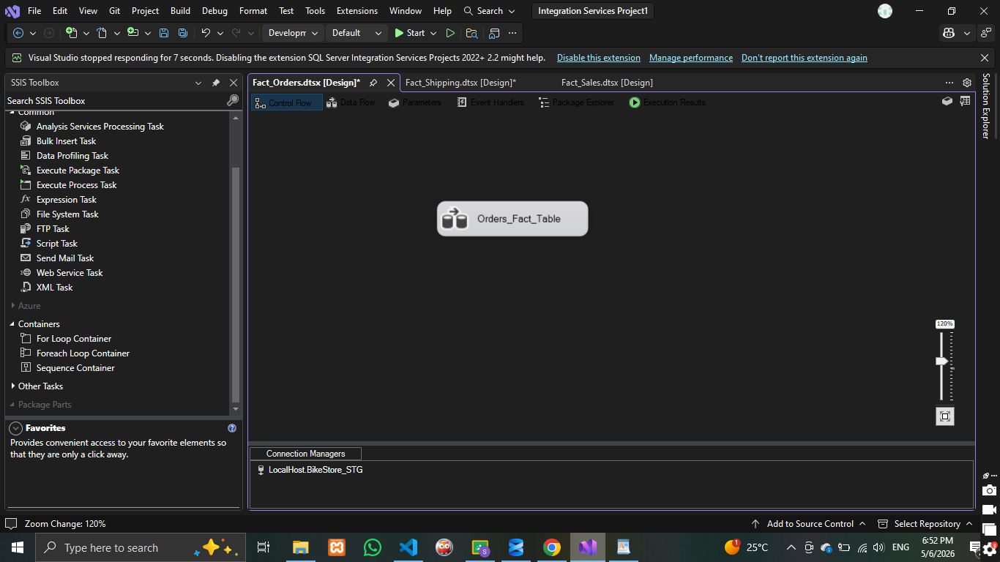 File Edit View Git Project Build Debug Format Test Tools Extensions Window Help Search Integration Services Project1
Developm Default Start
Visual Studio stopped responding for 7 seconds. Disabling the extension SQL Server Integration Services Projects 2022+ 2.2 might help. Disable this extension Manage performance Don't report this extension again
SSIS Toolbox
Search SSIS Toolbox
Common
Analysis Services Processing Task
Bulk Insert Task
Data Profiling Task
Execute Package Task
Execute Process Task
Expression Task
File System Task
FTP Task
Script Task
Send Mail Task
Web Service Task
XML Task
Azure
Containers
For Loop Container
Foreach Loop Container
Sequence Container
Other Tasks
Package Parts
Favorites
Provides convenient access to your favorite elements so
that they are only a click away.
Fact_Orders.dtsx [Design]* Fact_Shipping.dtsx [Design]* Fact_Sales.dtsx [Design]
Control Flow Data Flow Parameters Event Handlers Package Explorer Execution Results
Orders_Fact_Table
120%
Connection Managers
LocalHost.BikeStore_STG
Solution Explorer
Zoom Change: 120% Add to Source Control Select Repository
Type here to search
1
25°C
ENG
6:52 PM
5/6/2026